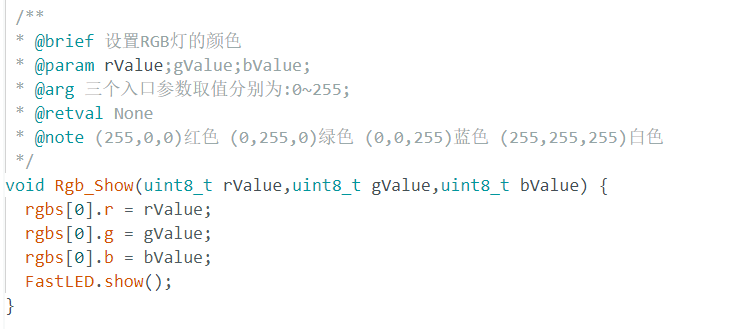 /**
* @brief 设置RGB灯的颜色
* @param rValue;gValue;bValue;
* @arg 三个入口参数取值分别为:0~255;
* @retval None
* @note (255,0,0)红色 (0,255,0)绿色 (0,0,255)蓝色 (255,255,255)白色
*/
void Rgb_Show(uint8_t rValue,uint8_t gValue,uint8_t bValue) {
rgbs[0].r = rValue;
rgbs[0].g = gValue;
rgbs[0].b = bValue;
FastLED.show();
}